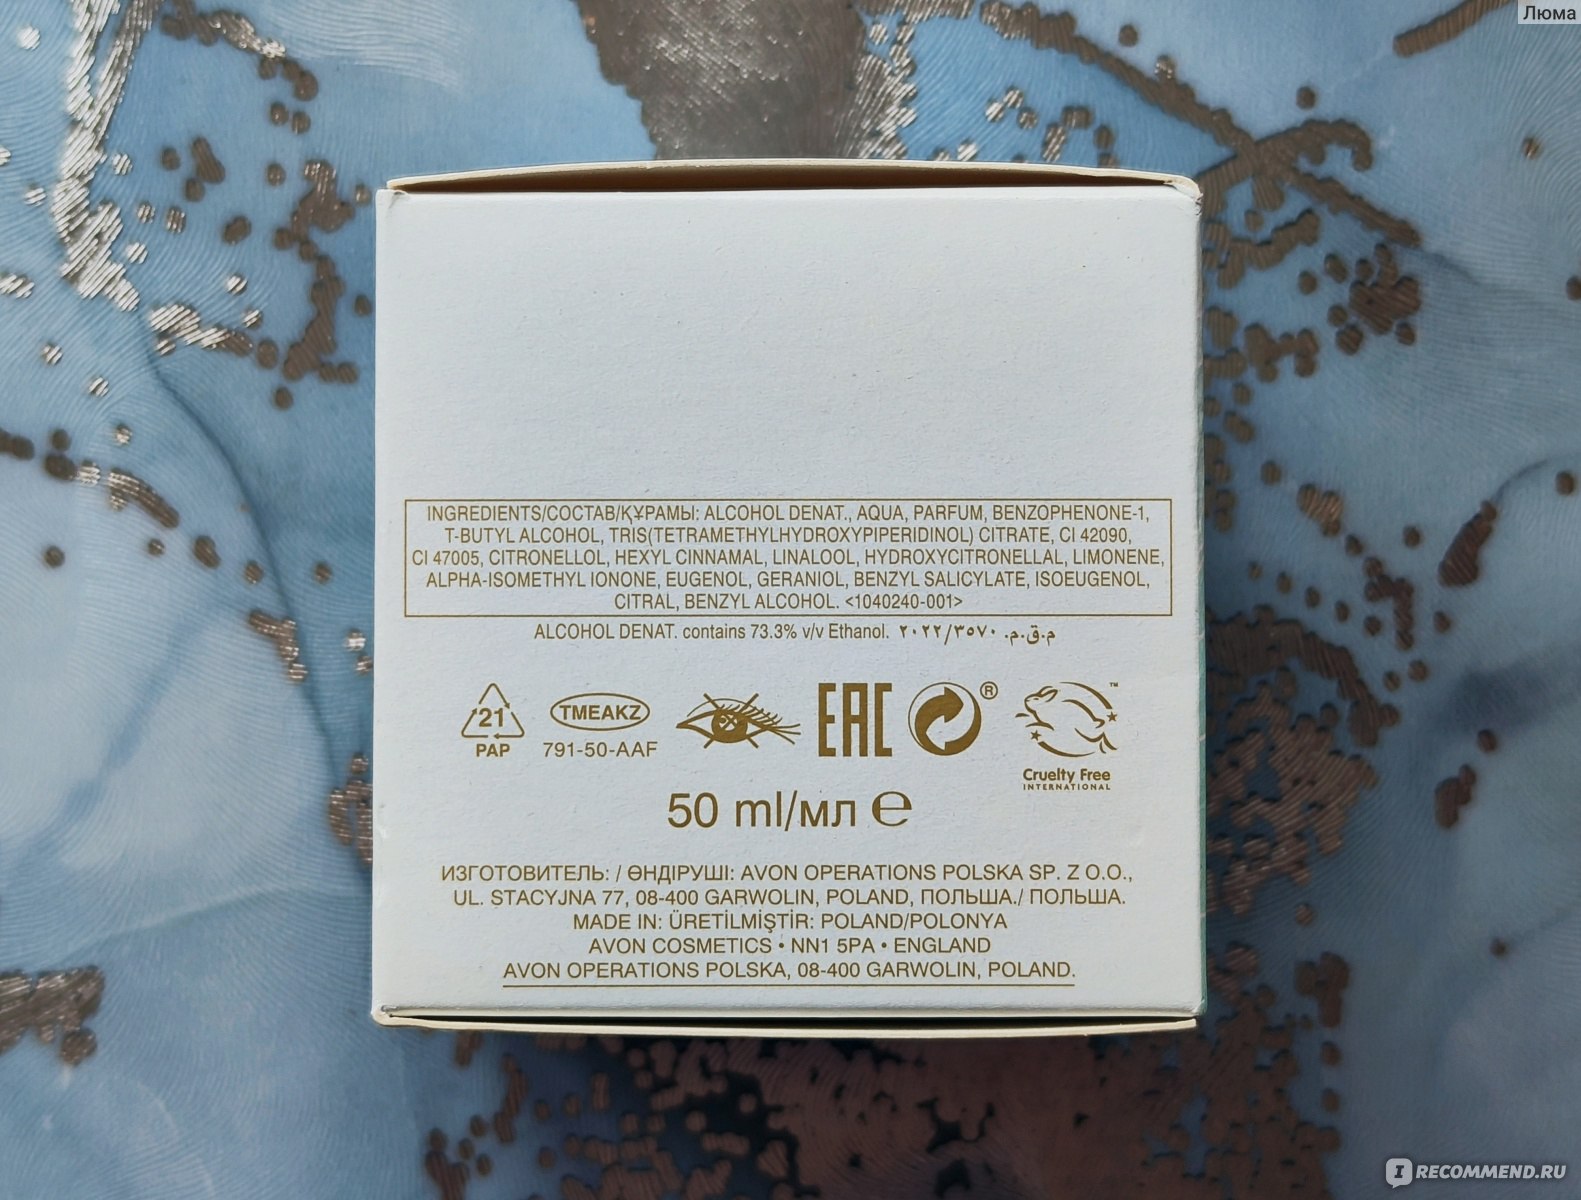 Люма
INGREDIENTS/СОСТАВ/ҚҰРАМЫ: ALCOHOL DENAT., AQUA, PARFUM, BENZOPHENONE-1,
T-BUTYL ALCOHOL, TRIS(TETRAMETHYLHYDROXYPIPERIDINOL) CITRATE, CI 42090,
CI 47005, CITRONELLOL, HEXYL CINNAMAL, LINALOOL, HYDROXYCITRONELLAL, LIMONENE,
ALPHA-ISOMETHYL IONONE, EUGENOL, GERANIOL, BENZYL SALICYLATE, ISOEUGENOL,
CITRAL, BENZYL ALCOHOL. <1040240-001>
ALCOHOL DENAT. contains 73.3% v/v Ethanol. م.ق.م. ٢٠٢٢/٣٥٧٠
21
PAP
TMEAKZ
791-50-AAF
EAC
®
™
Cruelty Free
INTERNATIONAL
50 ml/мл ℮
ИЗГОТОВИТЕЛЬ: / ӨНДІРУШІ: AVON OPERATIONS POLSKA SP. Z O.O.,
UL. STACYJNA 77, 08-400 GARWOLIN, POLAND, ПОЛЬША./ ПОЛЬША.
MADE IN: ÜRETİLMİŞTİR: POLAND/POLONYA
AVON COSMETICS • NN1 5PA • ENGLAND
AVON OPERATIONS POLSKA, 08-400 GARWOLIN, POLAND.
IRECOMMEND.RU